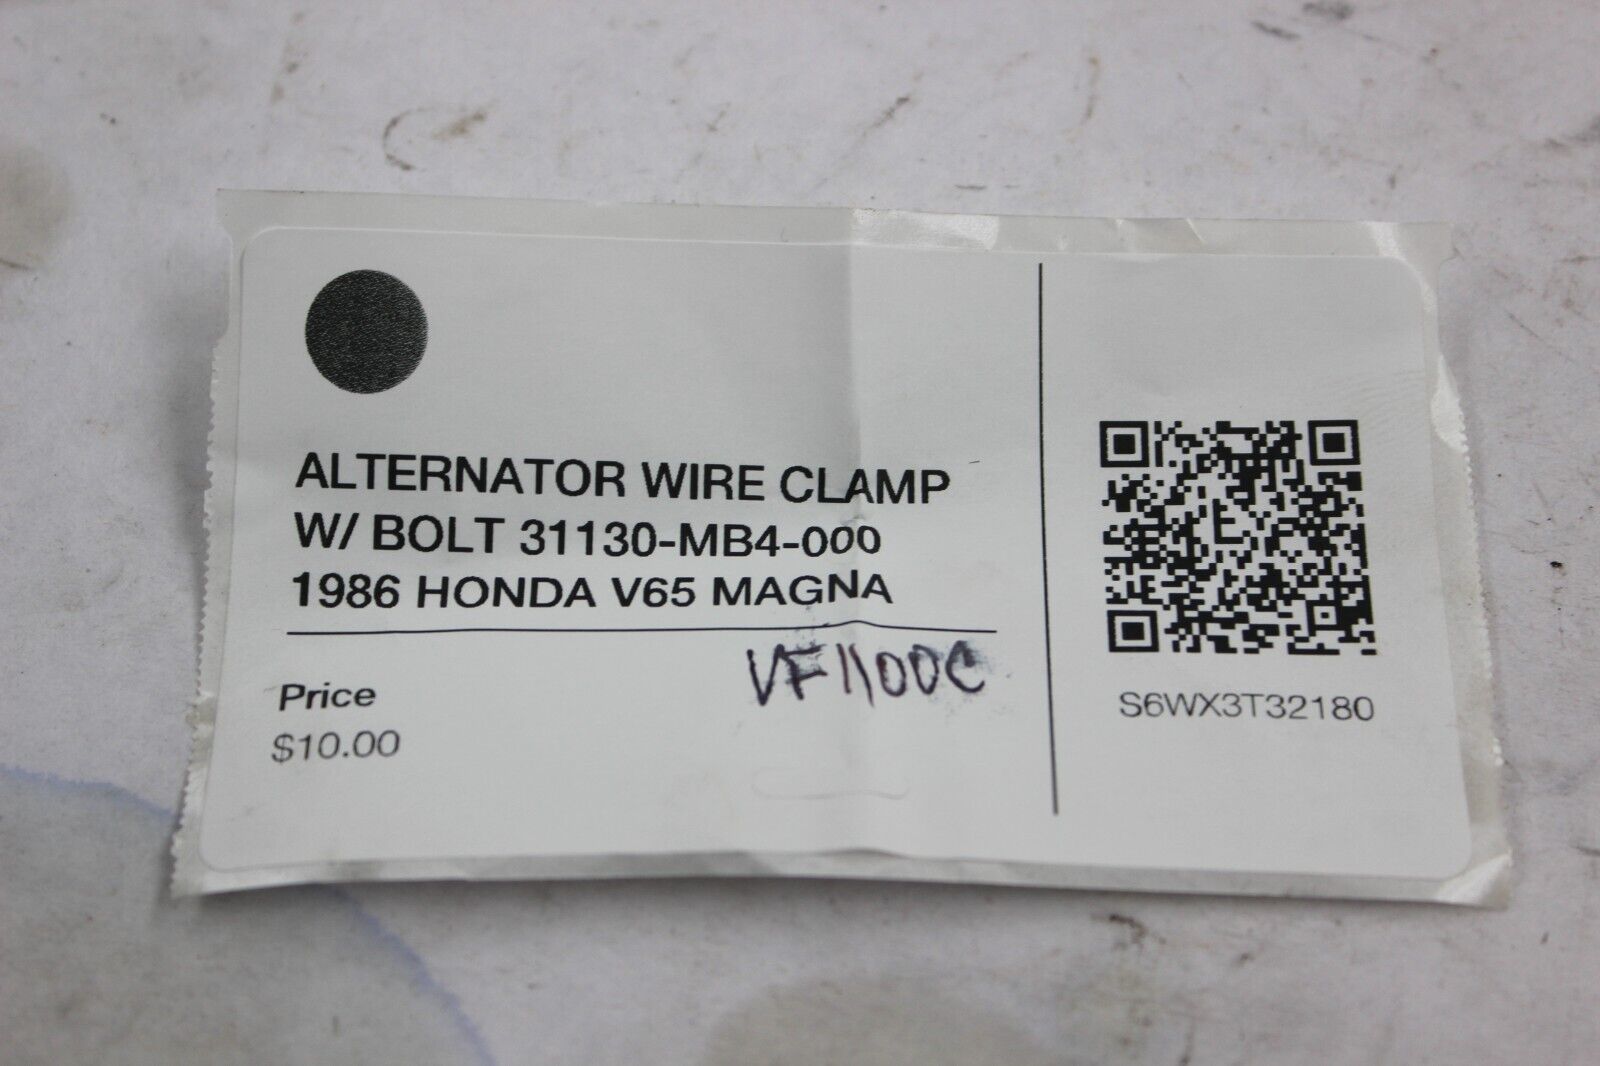 ALTERNATOR WIRE CLAMP
W/ BOLT 31130-MB4-000
1986 HONDA V65 MAGNA
VF1100C
Price
$10.00
S6WX3T32180